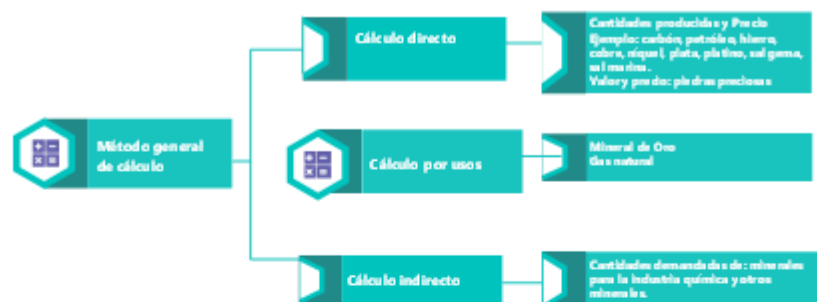 Método general
de cálculo
Cálculo directo
Cantidades producidas y Precio
Ejemplo: carbón, petróleo, hierro,
cobre, níquel, plata, platino, sal gema,
sal marina.
Valor y precio: piedras preciosas
Cálculo por usos
Mineral de Oro
Gas natural
Cálculo indirecto
Cantidades demandadas de: minerales
para la industria química y otros
minerales.